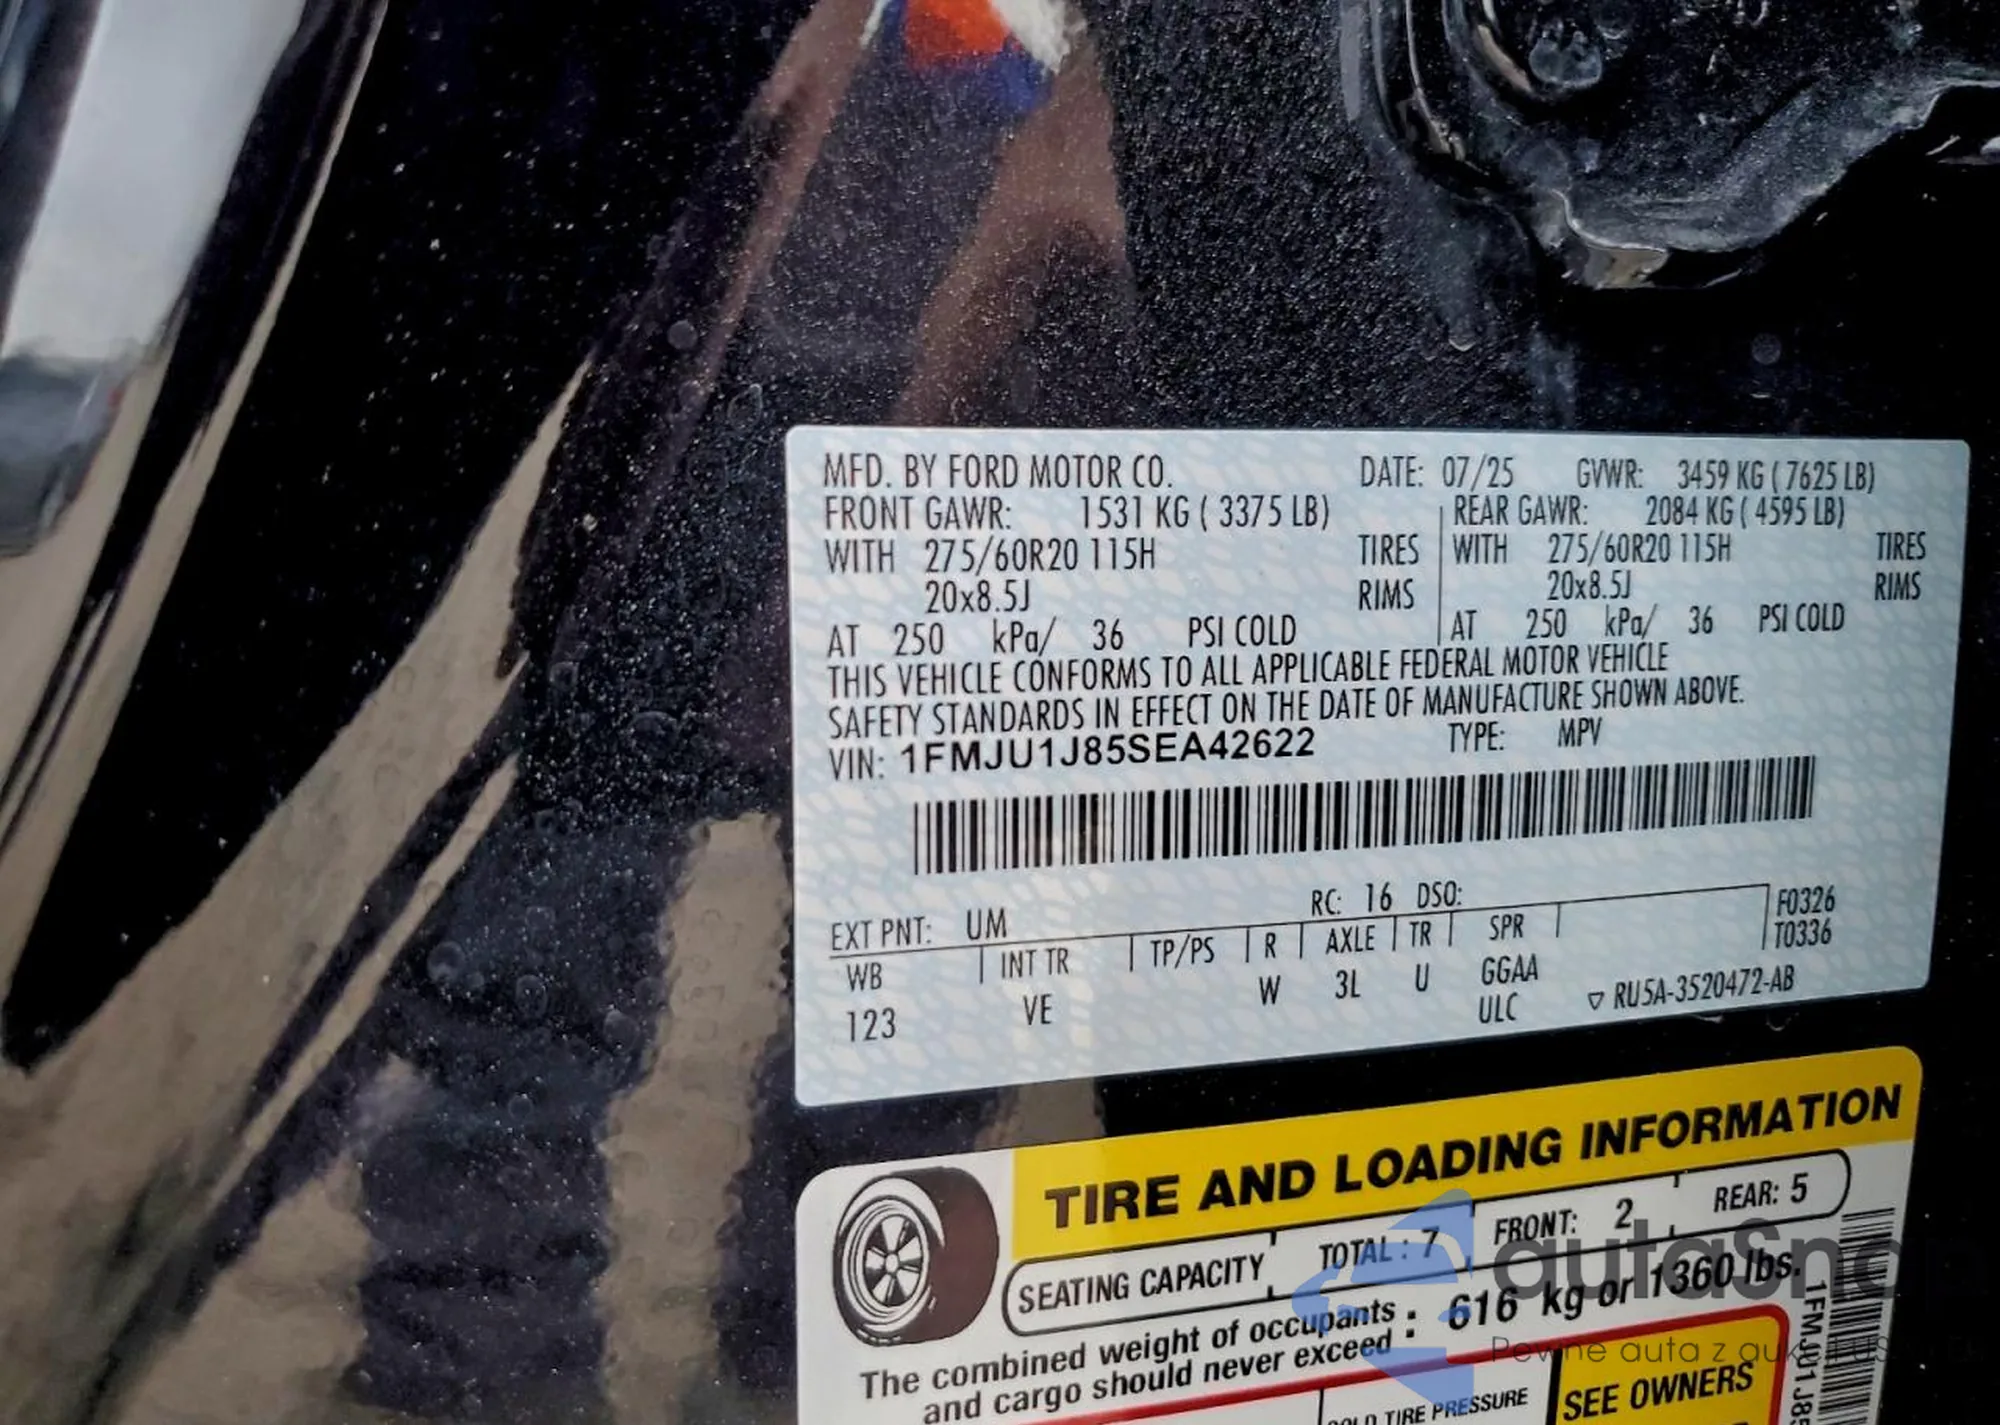 MFD. BY FORD MOTOR CO. DATE: 07/25 GVWR: 3459 KG ( 7625 LB)
FRONT GAWR: 1531 KG ( 3375 LB) REAR GAWR: 2084 KG ( 4595 LB)
WITH 275/60R20 115H TIRES WITH 275/60R20 115H TIRES
20x8.5J RIMS 20x8.5J RIMS
AT 250 kPa/ 36 PSI COLD AT 250 kPa/ 36 PSI COLD
THIS VEHICLE CONFORMS TO ALL APPLICABLE FEDERAL MOTOR VEHICLE
SAFETY STANDARDS IN EFFECT ON THE DATE OF MANUFACTURE SHOWN ABOVE.
VIN: 1FMJU1J85SEA42622 TYPE: MPV
EXT PNT: UM RC: 16 DSO: F0326
WB INT TR TP/PS R AXLE TR SPR T0336
123 VE W 3L U GGAA
ULC ▽ RU5A-3520472-AB
TIRE AND LOADING INFORMATION
SEATING CAPACITY TOTAL : 7 FRONT: 2 REAR: 5
The combined weight of occupants : 616 kg or 1360 lbs.
and cargo should never exceed :
TIRE PRESSURE
SEE OWNERS
1FMJU1J85
autaSnap
Pewne auta z